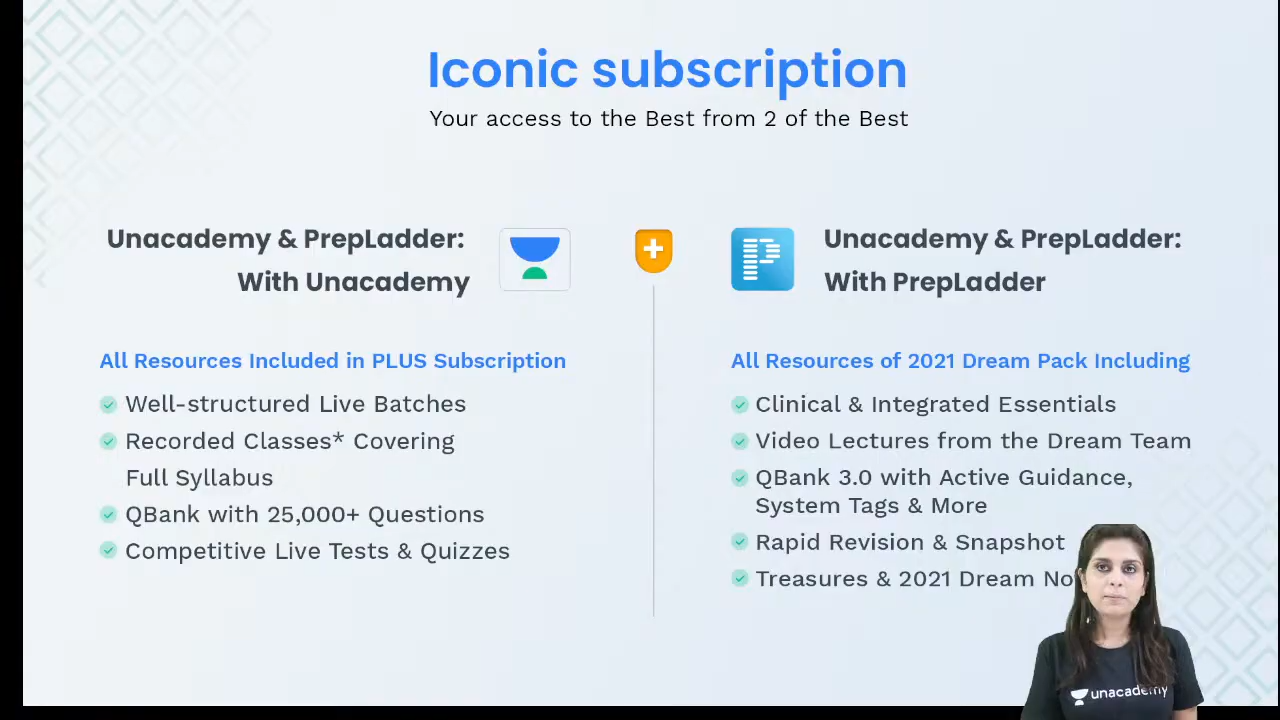 Iconic subscription
Your access to the Best from 2 of the Best
Unacademy & PrepLadder:
With Unacademy
All Resources Included in PLUS Subscription
Well-structured Live Batches
Recorded Classes* Covering
Full Syllabus
QBank with 25,000+ Questions
Competitive Live Tests & Quizzes
Unacademy & PrepLadder:
With PrepLadder
All Resources of 2021 Dream Pack Including
Clinical & Integrated Essentials
Video Lectures from the Dream Team
QBank 3.0 with Active Guidance,
System Tags & More
Rapid Revision & Snapshot
Treasures & 2021 Dream
unacademy